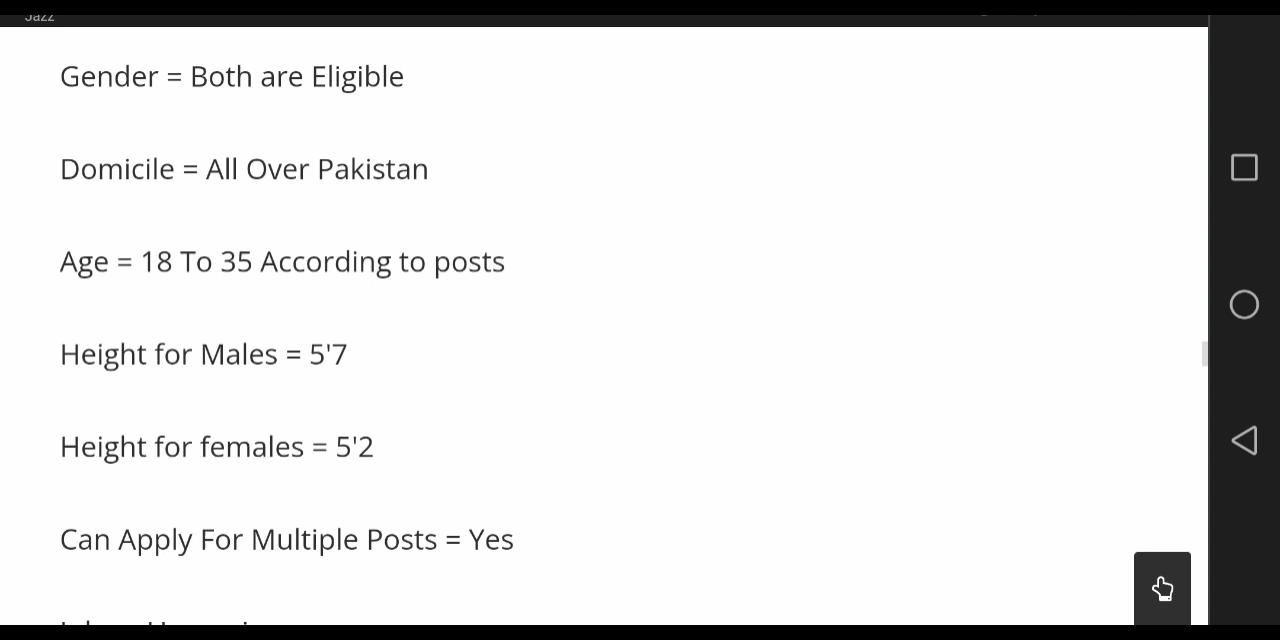 Jazz
Gender = Both are Eligible
Domicile = All Over Pakistan
Age = 18 To 35 According to posts
Height for Males = 5'7
Height for females = 5'2
Can Apply For Multiple Posts = Yes